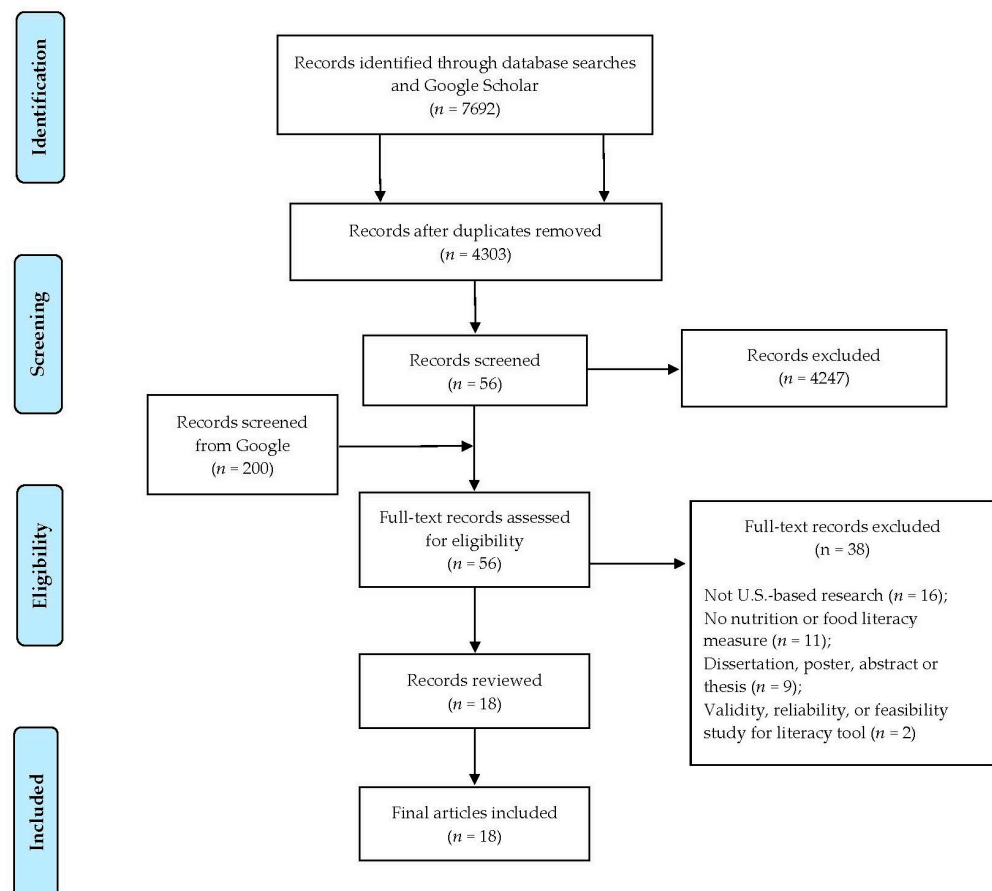 Identification
Records identified through database searches
and Google Scholar
(n = 7692)
Records after duplicates removed
(n = 4303)
Screening
Records screened
(n = 56)
Records excluded
(n = 4247)
Records screened
from Google
(n = 200)
Eligibility
Full-text records assessed
for eligibility
(n = 56)
Full-text records excluded
(n = 38)
Not U.S.-based research (n = 16);
No nutrition or food literacy
measure (n = 11);
Dissertation, poster, abstract or
thesis (n = 9);
Validity, reliability, or feasibility
study for literacy tool (n = 2)
Records reviewed
(n = 18)
Included
Final articles included
(n = 18)